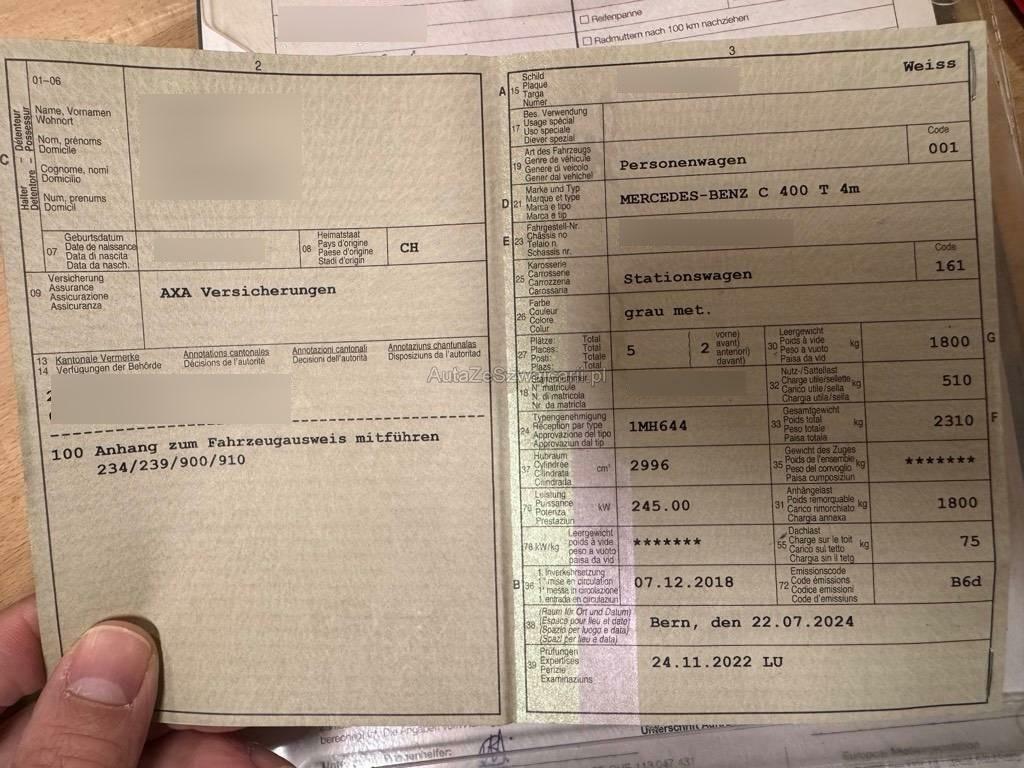 Reifenpanne
Radmuttern nach 100 km nachziehen
2
01–06
C
Halter – Détenteur
Detentore – Possessur
Name, Vornamen
Wohnort
Nom, prénoms
Domicile
Cognome, nomi
Domicilio
Num, prenums
Domicil
07
Geburtsdatum
Date de naissance
Data di nascita
Data da nasch.
08
Heimatstaat
Pays d'origine
Paese d'origine
Stadi d'origin
CH
09
Versicherung
Assurance
Assicurazione
Assicuranza
AXA Versicherungen
13
14
Kantonale Vermerke
Verfügungen der Behörde
Annotations cantonales
Décisions de l'autorité
Annotazioni cantonali
Decisioni dell'autorità
Annotaziuns chantunalas
Disposiziuns da l'autoritad
100 Anhang zum Fahrzeugausweis mitführen
234/239/900/910
3
A
15
Schild
Plaque
Targa
Numer
Weiss
17
Bes. Verwendung
Usage spécial
Uso speciale
Diever spezial
19
Art des Fahrzeugs
Genre de véhicule
Genere di veicolo
Gener dal vehichel
Personenwagen
Code
001
D
21
Marke und Typ
Marque et type
Marca e tipo
Marca e tip
MERCEDES-BENZ C 400 T 4m
E
23
Fahrgestell-Nr.
Châssis no
Telaio n.
Schassis nr.
25
Karosserie
Carrosserie
Carrozzeria
Carossaria
Stationswagen
Code
161
26
Farbe
Couleur
Colore
Colur
grau met.
27
Plätze: Total
Places: Total
Posti: Totale
Plazs: Total
5
2
vorne)
avant)
anteriori)
davant)
30
Leergewicht
Poids à vide
Peso a vuoto
Paisa da vid
kg
1800
G
18
Stammnummer
N° matricule
N. di matricola
Nr. da matricla
32
Nutz-/Sattellast
Charge utile/sellette
Carico utile/sella
Chargia utila/sella
kg
510
24
Typengenehmigung
Réception par type
Approvazione del tipo
Approvaziun dal tip
1MH644
33
Gesamtgewicht
Poids total
Peso totale
Paisa totala
kg
2310
F
37
Hubraum
Cylindrée
Cilindrata
Cilindrada
cm³
2996
35
Gewicht des Zuges
Poids de l'ensemble
Peso del convoglio
Paisa cumposiziun
kg
*******
76
Leistung
Puissance
Potenza
Prestaziun
kW
245.00
31
Anhängelast
Poids remorquable
Carico rimorchiato
Chargia annexa
kg
1800
78 kW/kg
Leergewicht
poids à vide
peso a vuoto
paisa da vid
*******
55
Dachlast
Charge sur le toit
Carico sul tetto
Chargia sin il tetg
kg
75
B
36
1. Inverkehrsetzung
1re mise en circulation
1a messa in circolazione
1. entrada en circulaziun
07.12.2018
72
Emissionscode
Code émissions
Codice emissioni
Code d'emissiuns
B6d
38
(Raum für Ort und Datum)
(Espace pour lieu et date)
(Spazio per luogo e data)
(Spazi per lieu e data)
Bern, den 22.07.2024
39
Prüfungen
Expertises
Perizie
Examinaziuns
24.11.2022 LU
AutaZeSzwajcarii.pl